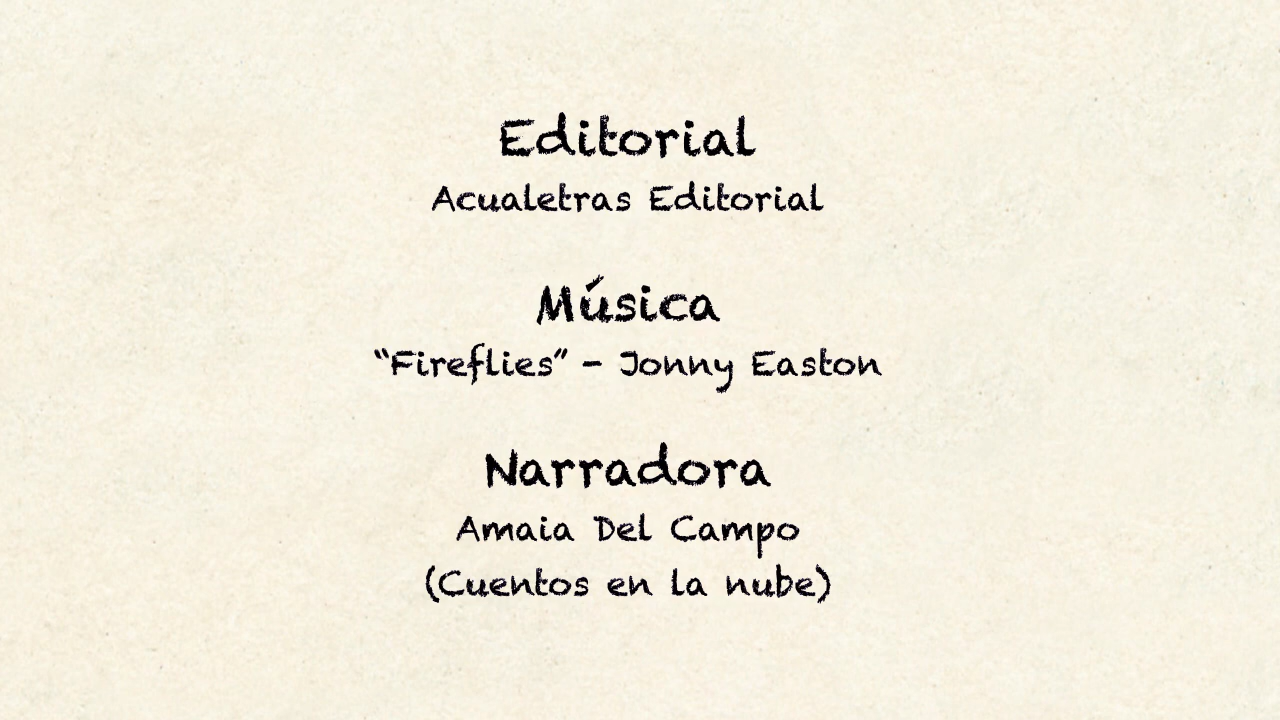 Editorial
Acualetras Editorial
Música
“Fireflies” - Jonny Easton
Narradora
Amaia Del Campo
(Cuentos en la nube)